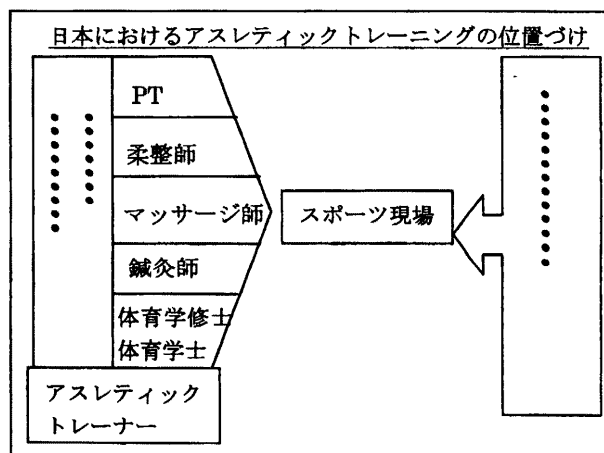 日本におけるアスレティックトレーニングの位置づけ
PT
柔整師
マッサージ師
鍼灸師
体育学修士
体育学士
スポーツ現場
アスレティック
トレーナー